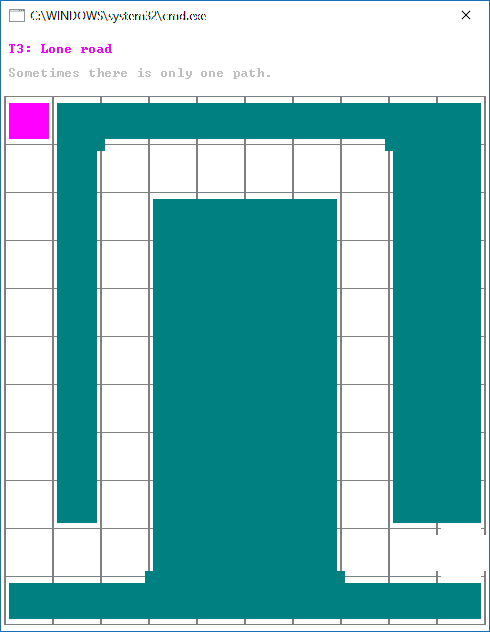 C:\WINDOWS\system32\cmd.exe
T3: Lone road
Sometimes there is only one path.